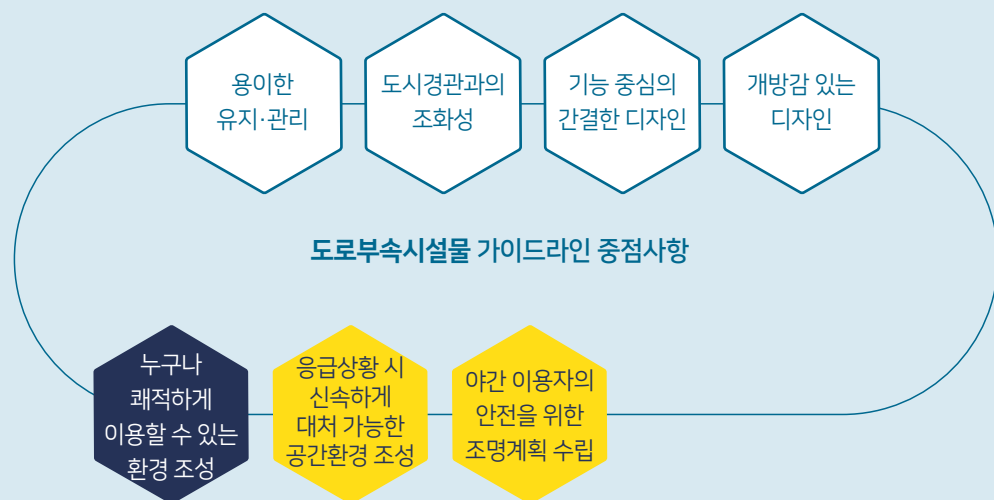 용이한
유지·관리
도시경관과의
조화성
기능 중심의
간결한 디자인
개방감 있는
디자인
도로부속시설물 가이드라인 중점사항
누구나
쾌적하게
이용할 수 있는
환경 조성
응급상황 시
신속하게
대처 가능한
공간환경 조성
야간 이용자의
안전을 위한
조명계획 수립